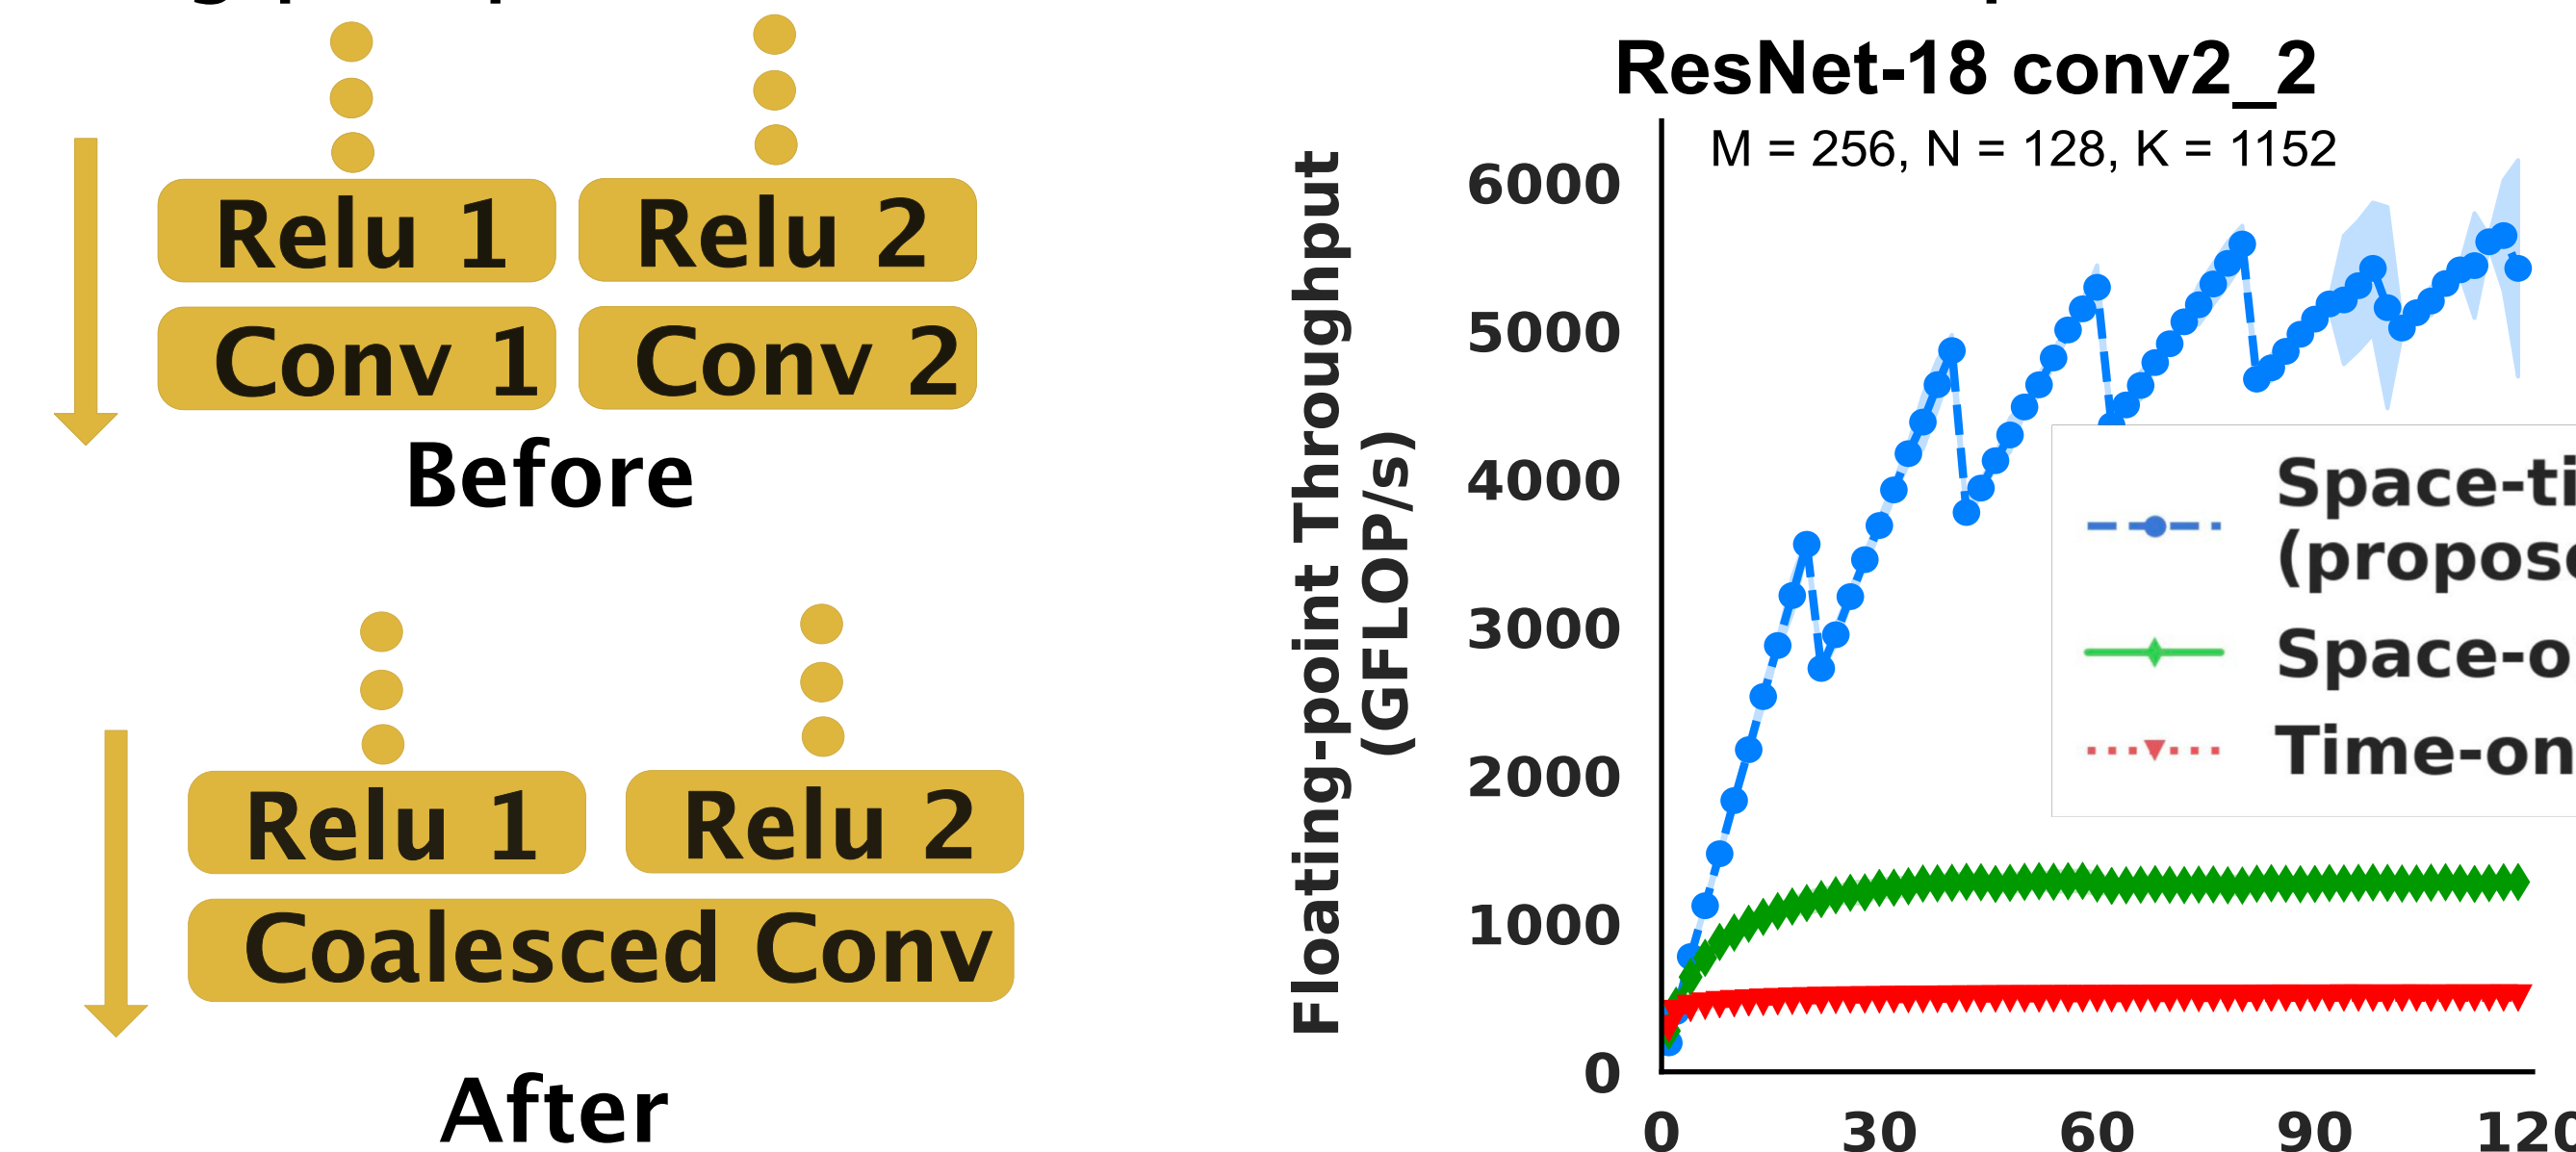 Relu 1 Relu 2
Conv 1 Conv 2
Before
Relu 1 Relu 2
Coalesced Conv
After
ResNet-18 conv2_2
M = 256, N = 128, K = 1152
Floating-point Throughput
(GFLOP/s)
6000
5000
4000
3000
2000
1000
0
0 30 60 90 120